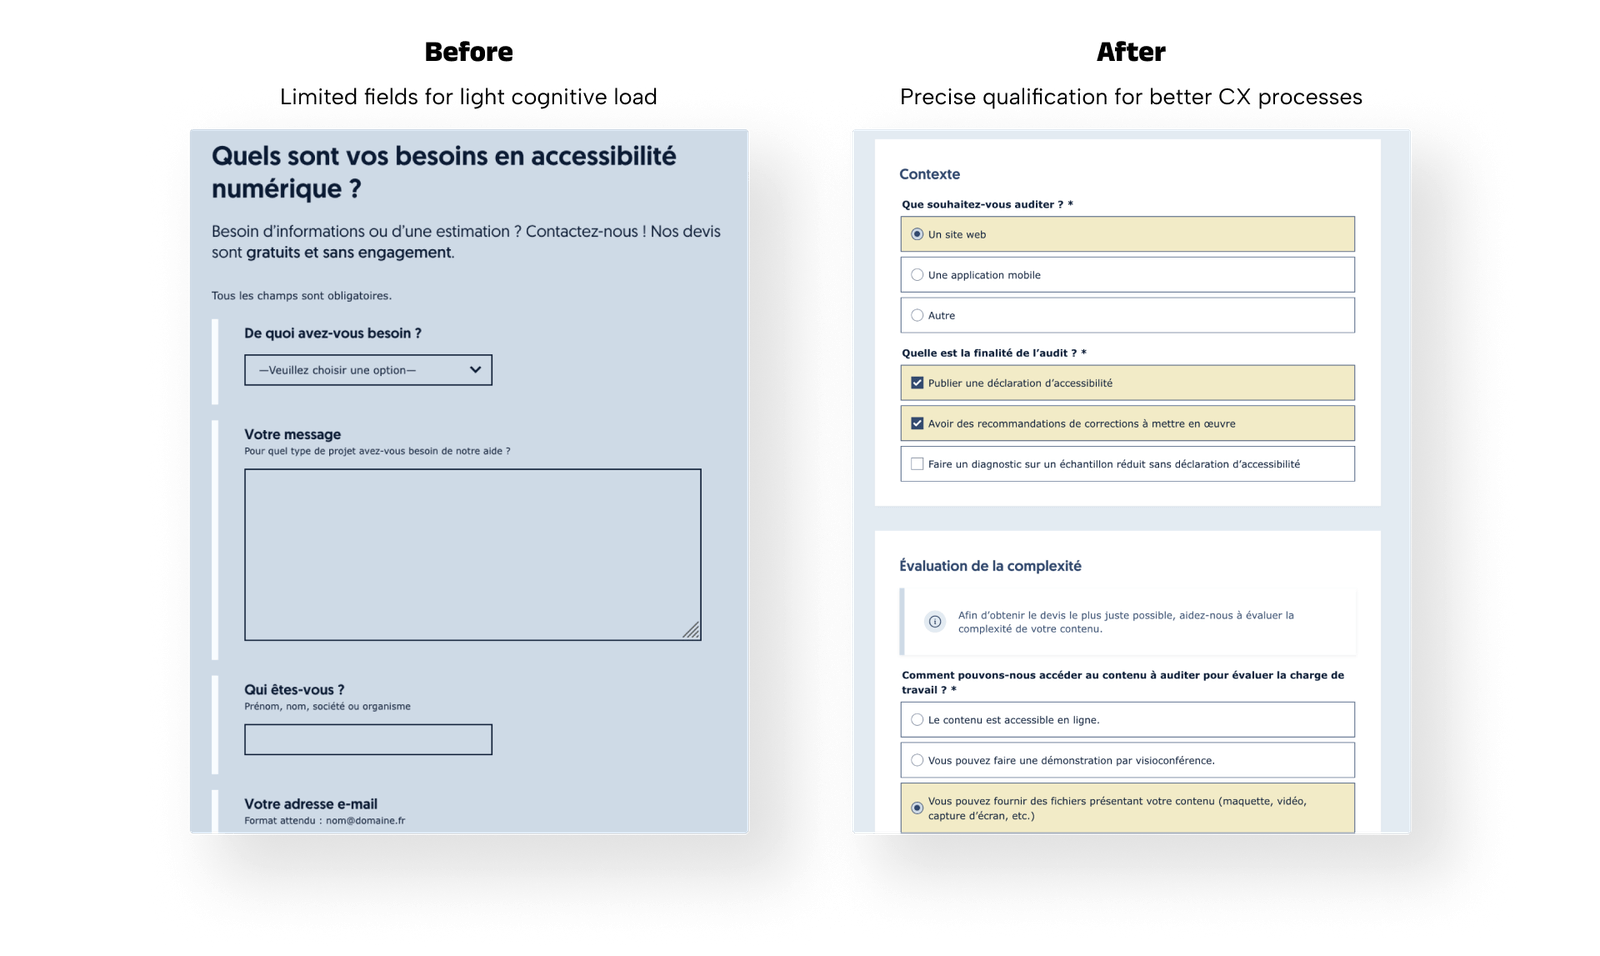 Before
Limited fields for light cognitive load
Quels sont vos besoins en accessibilité
numérique ?
Besoin d’informations ou d’une estimation ? Contactez-nous ! Nos devis
sont gratuits et sans engagement.
Tous les champs sont obligatoires.
De quoi avez-vous besoin ?
—Veuillez choisir une option—
Votre message
Pour quel type de projet avez-vous besoin de notre aide ?
Qui êtes-vous ?
Prénom, nom, société ou organisme
Votre adresse e-mail
Format attendu : nom@domaine.fr
After
Precise qualification for better CX processes
Contexte
Que souhaitez-vous auditer ? *
Un site web
Une application mobile
Autre
Quelle est la finalité de l’audit ? *
Publier une déclaration d’accessibilité
Avoir des recommandations de corrections à mettre en œuvre
Faire un diagnostic sur un échantillon réduit sans déclaration d’accessibilité
Évaluation de la complexité
Afin d’obtenir le devis le plus juste possible, aidez-nous à évaluer la
complexité de votre contenu.
Comment pouvons-nous accéder au contenu à auditer pour évaluer la charge de
travail ? *
Le contenu est accessible en ligne.
Vous pouvez faire une démonstration par visioconférence.
Vous pouvez fournir des fichiers présentant votre contenu (maquette, vidéo,
capture d’écran, etc.)